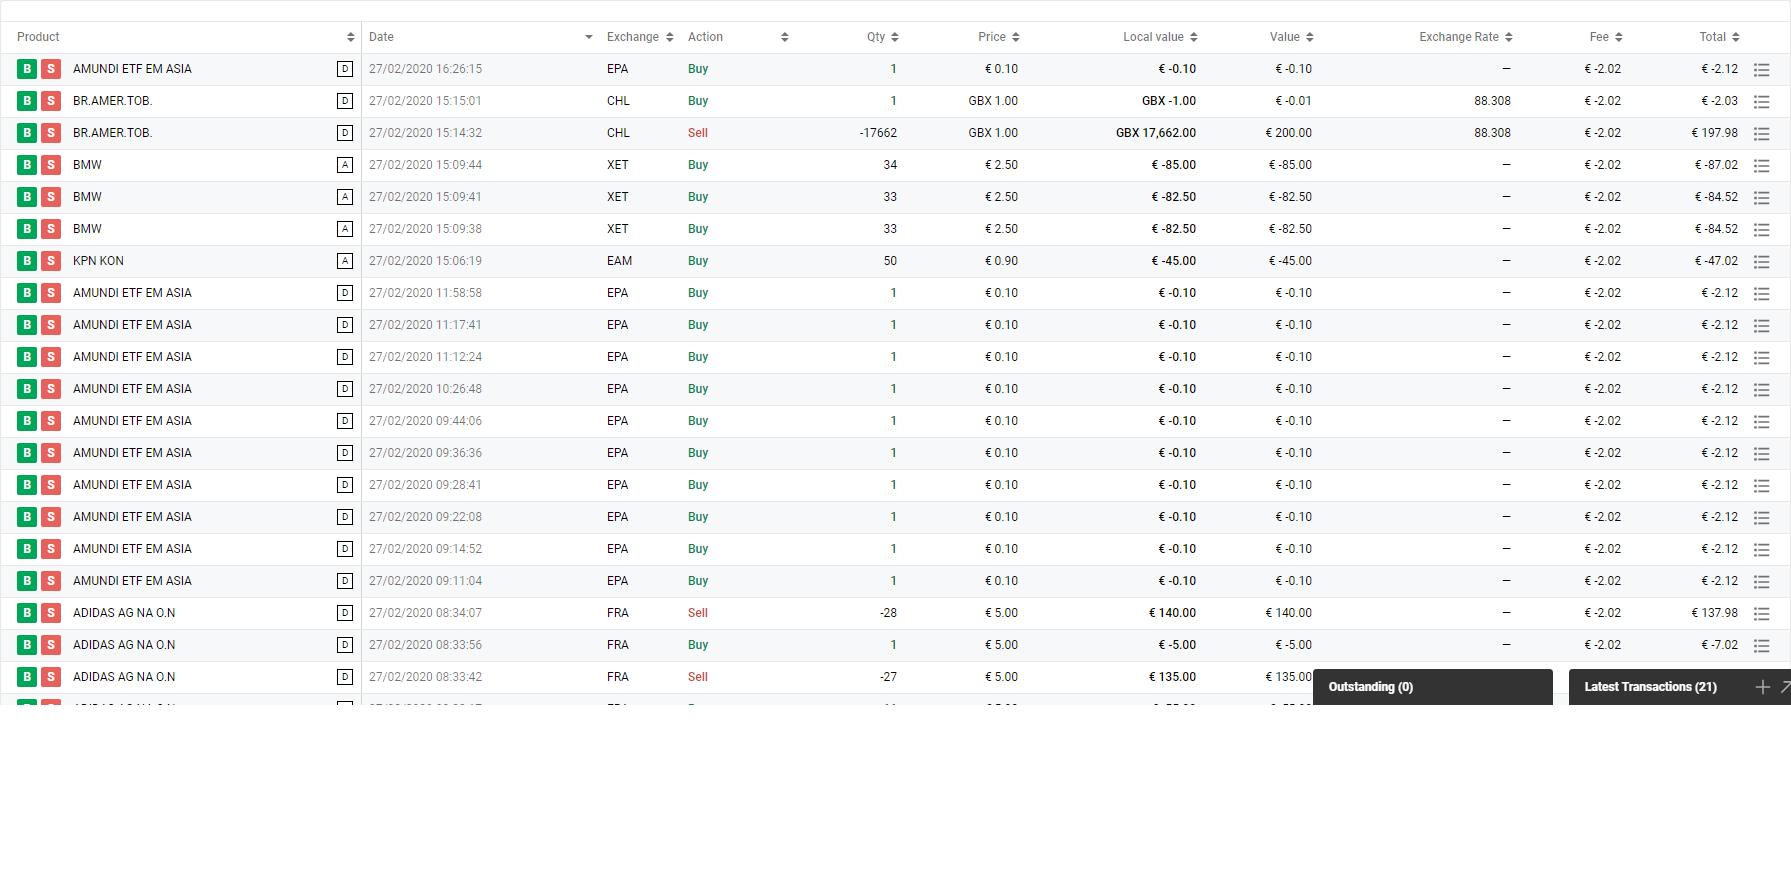 Product Date Exchange Action Qty Price Local value Value Exchange Rate Fee Total
B S AMUNDI ETF EM ASIA D 27/02/2020 16:26:15 EPA Buy 1 € 0.10 € -0.10 € -0.10 — € -2.02 € -2.12
B S BR.AMER.TOB. D 27/02/2020 15:15:01 CHL Buy 1 GBX 1.00 GBX -1.00 € -0.01 88.308 € -2.02 € -2.03
B S BR.AMER.TOB. D 27/02/2020 15:14:32 CHL Sell -17662 GBX 1.00 GBX 17,662.00 € 200.00 88.308 € -2.02 € 197.98
B S BMW A 27/02/2020 15:09:44 XET Buy 34 € 2.50 € -85.00 € -85.00 — € -2.02 € -87.02
B S BMW A 27/02/2020 15:09:41 XET Buy 33 € 2.50 € -82.50 € -82.50 — € -2.02 € -84.52
B S BMW A 27/02/2020 15:09:38 XET Buy 33 € 2.50 € -82.50 € -82.50 — € -2.02 € -84.52
B S KPN KON A 27/02/2020 15:06:19 EAM Buy 50 € 0.90 € -45.00 € -45.00 — € -2.02 € -47.02
B S AMUNDI ETF EM ASIA D 27/02/2020 11:58:58 EPA Buy 1 € 0.10 € -0.10 € -0.10 — € -2.02 € -2.12
B S AMUNDI ETF EM ASIA D 27/02/2020 11:17:41 EPA Buy 1 € 0.10 € -0.10 € -0.10 — € -2.02 € -2.12
B S AMUNDI ETF EM ASIA D 27/02/2020 11:12:24 EPA Buy 1 € 0.10 € -0.10 € -0.10 — € -2.02 € -2.12
B S AMUNDI ETF EM ASIA D 27/02/2020 10:26:48 EPA Buy 1 € 0.10 € -0.10 € -0.10 — € -2.02 € -2.12
B S AMUNDI ETF EM ASIA D 27/02/2020 09:44:06 EPA Buy 1 € 0.10 € -0.10 € -0.10 — € -2.02 € -2.12
B S AMUNDI ETF EM ASIA D 27/02/2020 09:36:36 EPA Buy 1 € 0.10 € -0.10 € -0.10 — € -2.02 € -2.12
B S AMUNDI ETF EM ASIA D 27/02/2020 09:28:41 EPA Buy 1 € 0.10 € -0.10 € -0.10 — € -2.02 € -2.12
B S AMUNDI ETF EM ASIA D 27/02/2020 09:22:08 EPA Buy 1 € 0.10 € -0.10 € -0.10 — € -2.02 € -2.12
B S AMUNDI ETF EM ASIA D 27/02/2020 09:14:52 EPA Buy 1 € 0.10 € -0.10 € -0.10 — € -2.02 € -2.12
B S AMUNDI ETF EM ASIA D 27/02/2020 09:11:04 EPA Buy 1 € 0.10 € -0.10 € -0.10 — € -2.02 € -2.12
B S ADIDAS AG NA O.N D 27/02/2020 08:34:07 FRA Sell -28 € 5.00 € 140.00 € 140.00 — € -2.02 € 137.98
B S ADIDAS AG NA O.N D 27/02/2020 08:33:56 FRA Buy 1 € 5.00 € -5.00 € -5.00 — € -2.02 € -7.02
B S ADIDAS AG NA O.N D 27/02/2020 08:33:42 FRA Sell -27 € 5.00 € 135.00 € 135.00
Outstanding (0) Latest Transactions (21)